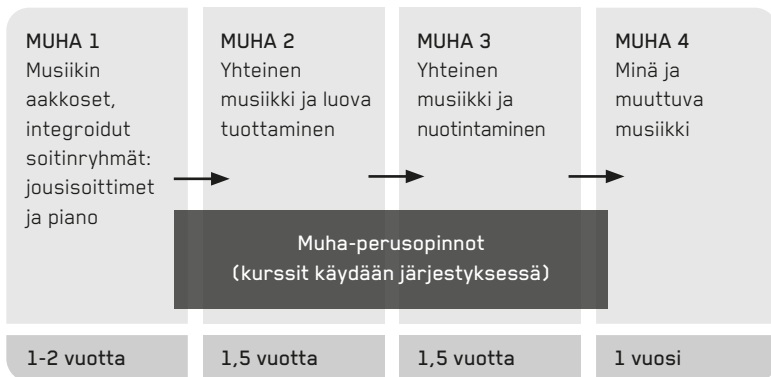 MUHA 1
Musiikin
aakkoset,
integroidut
soitinryhmät:
jousisoittimet
ja piano
MUHA 2
Yhteinen
musiikki ja luova
tuottaminen
MUHA 3
Yhteinen
musiikki ja
nuotintaminen
MUHA 4
Minä ja
muuttuva
musiikki
Muha-perusopinnot
(kurssit käydään järjestyksessä)
1-2 vuotta
1,5 vuotta
1,5 vuotta
1 vuosi